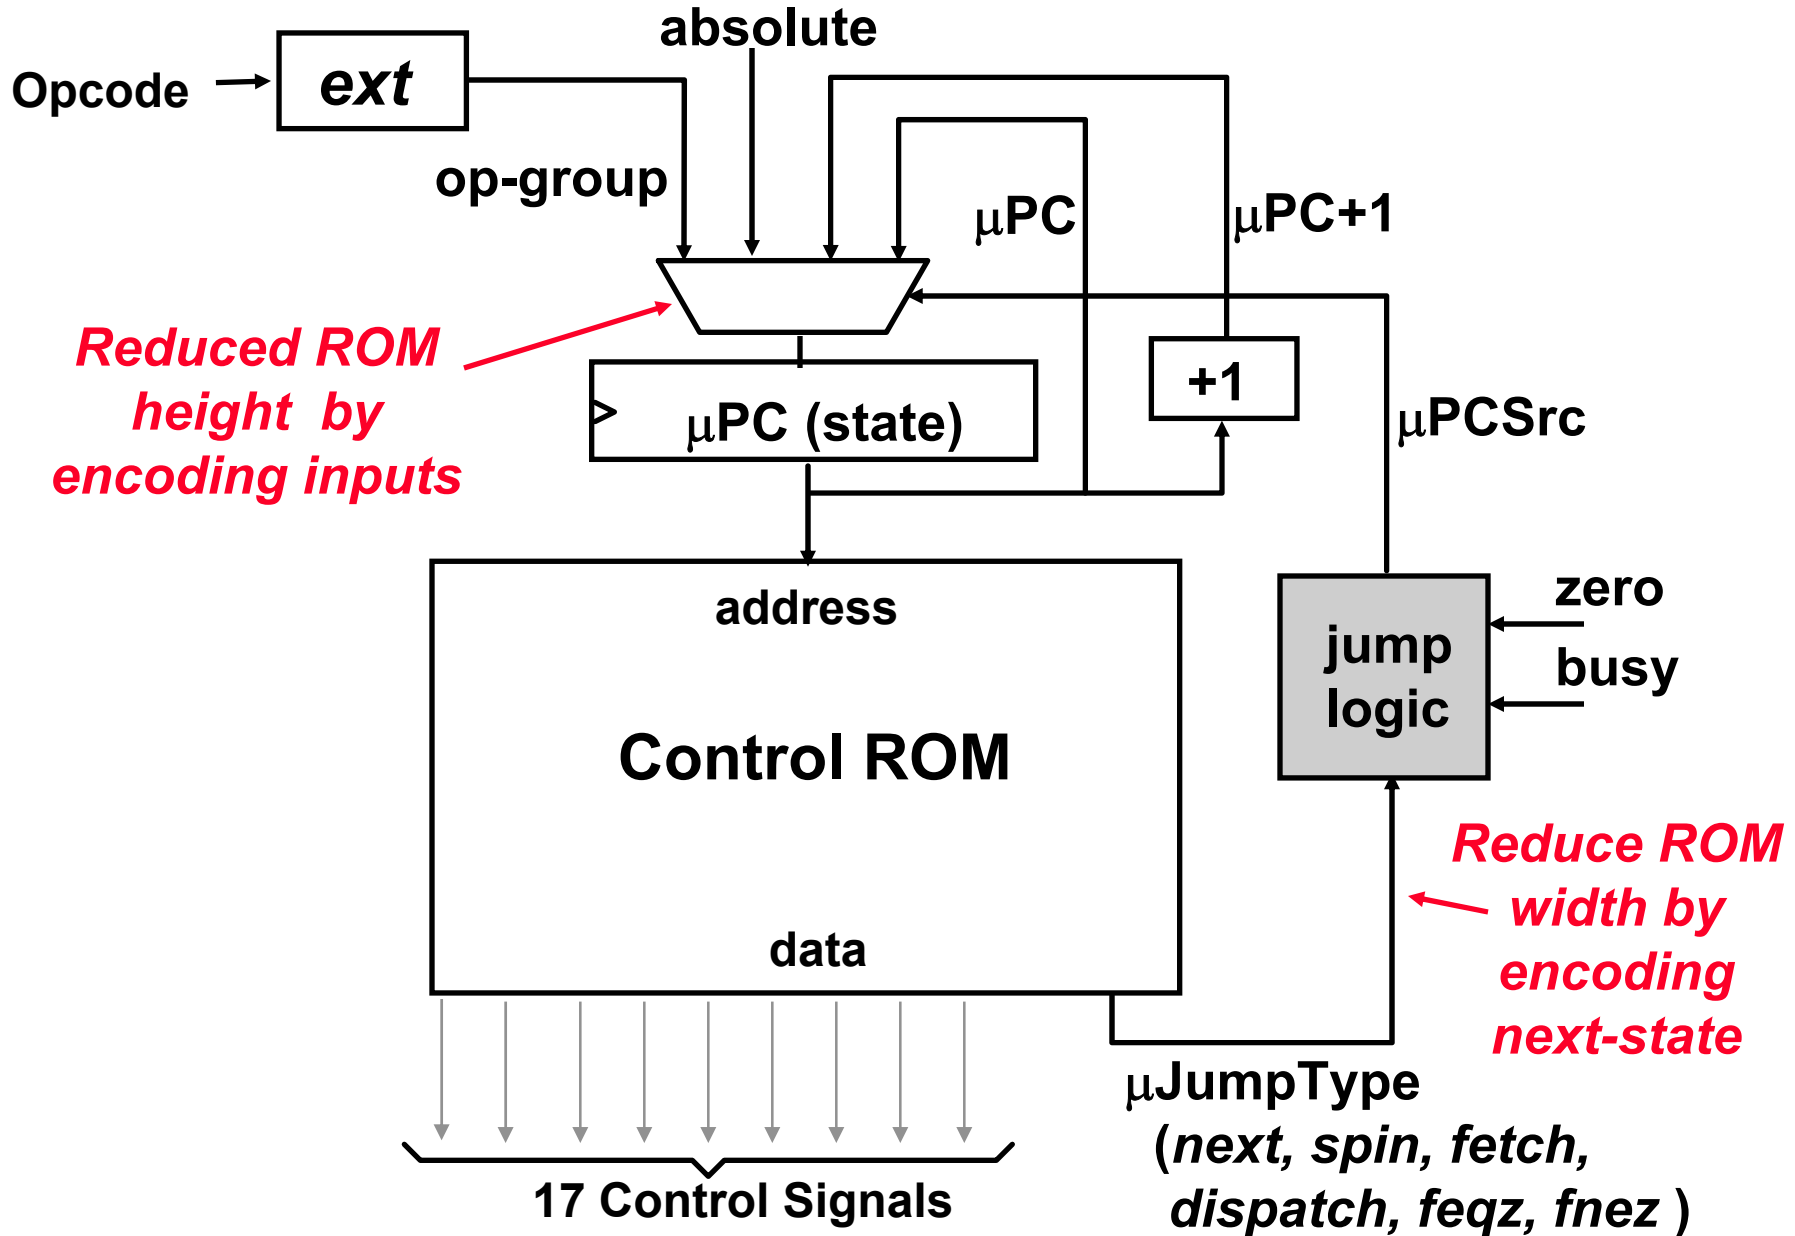 absolute
Opcode
ext
op-group
μPC
μPC+1
Reduced ROM
height by
encoding inputs
+1
μPCSrc
μPC (state)
address
zero
jump
logic
busy
Control ROM
Reduce ROM
width by
encoding
next-state
data
μJumpType
(next, spin, fetch,
dispatch, feqz, fnez )
17 Control Signals